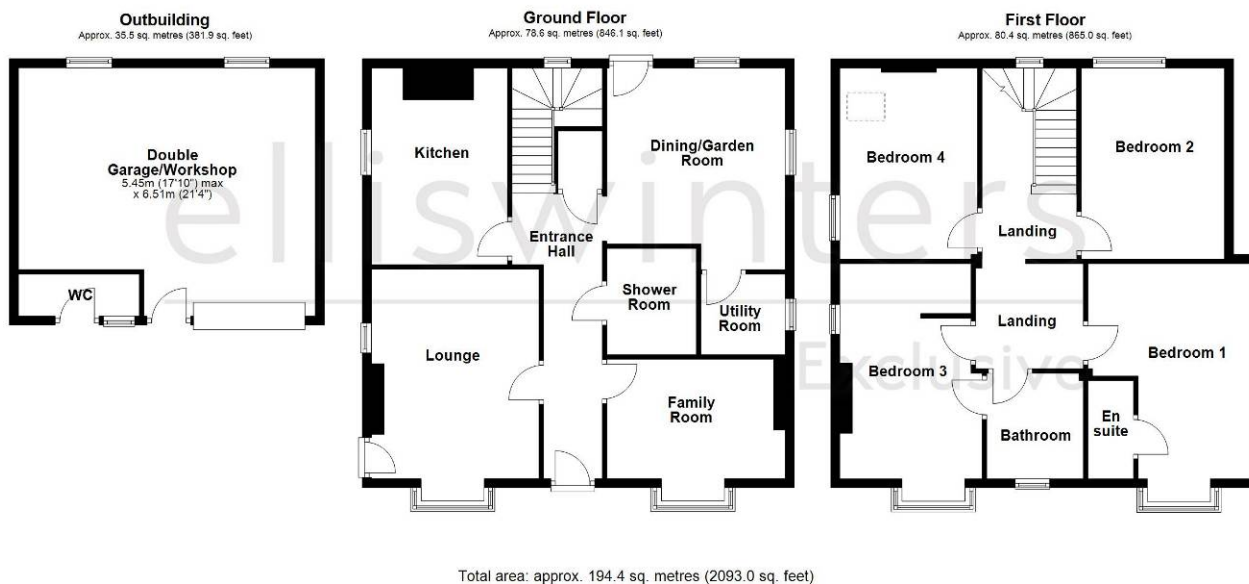 Outbuilding
Approx. 35.5 sq. metres (381.9 sq. feet)
Double
Garage/Workshop
5.45m (17'10") max
x 6.51m (21'4")
WC
Ground Floor
Approx. 78.6 sq. metres (846.1 sq. feet)
Kitchen
Dining/Garden
Room
Entrance
Hall
Shower
Room
Utility
Room
Lounge
Family
Room
First Floor
Approx. 80.4 sq. metres (865.0 sq. feet)
Bedroom 4
Bedroom 2
Landing
Landing
Bedroom 3
Bedroom 1
Bathroom
En
suite
elliswinters
Exclusive
Total area: approx. 194.4 sq. metres (2093.0 sq. feet)